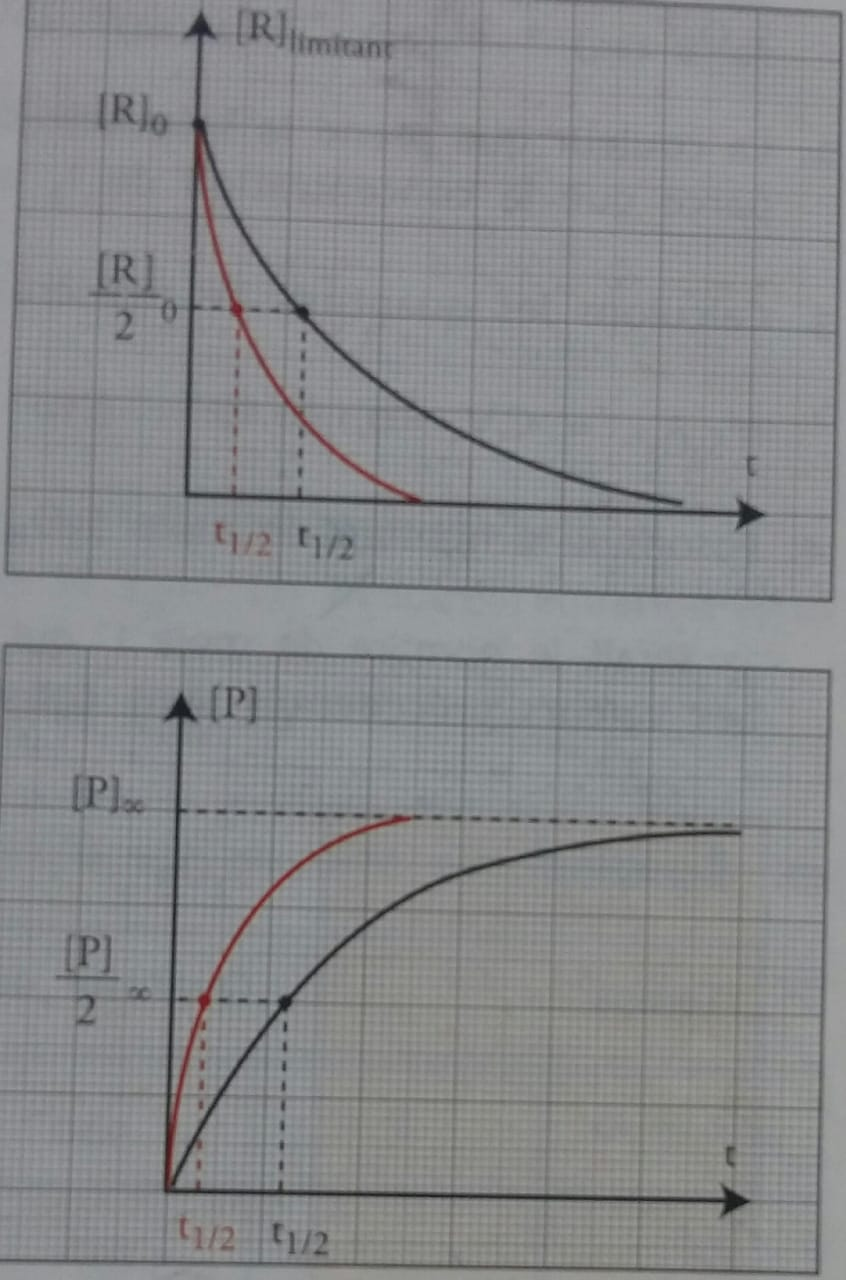 [R]limitant
[R]0
[R]0
2
t
t1/2 t1/2
[P]
[P]∞
[P]∞
2
t
t1/2 t1/2